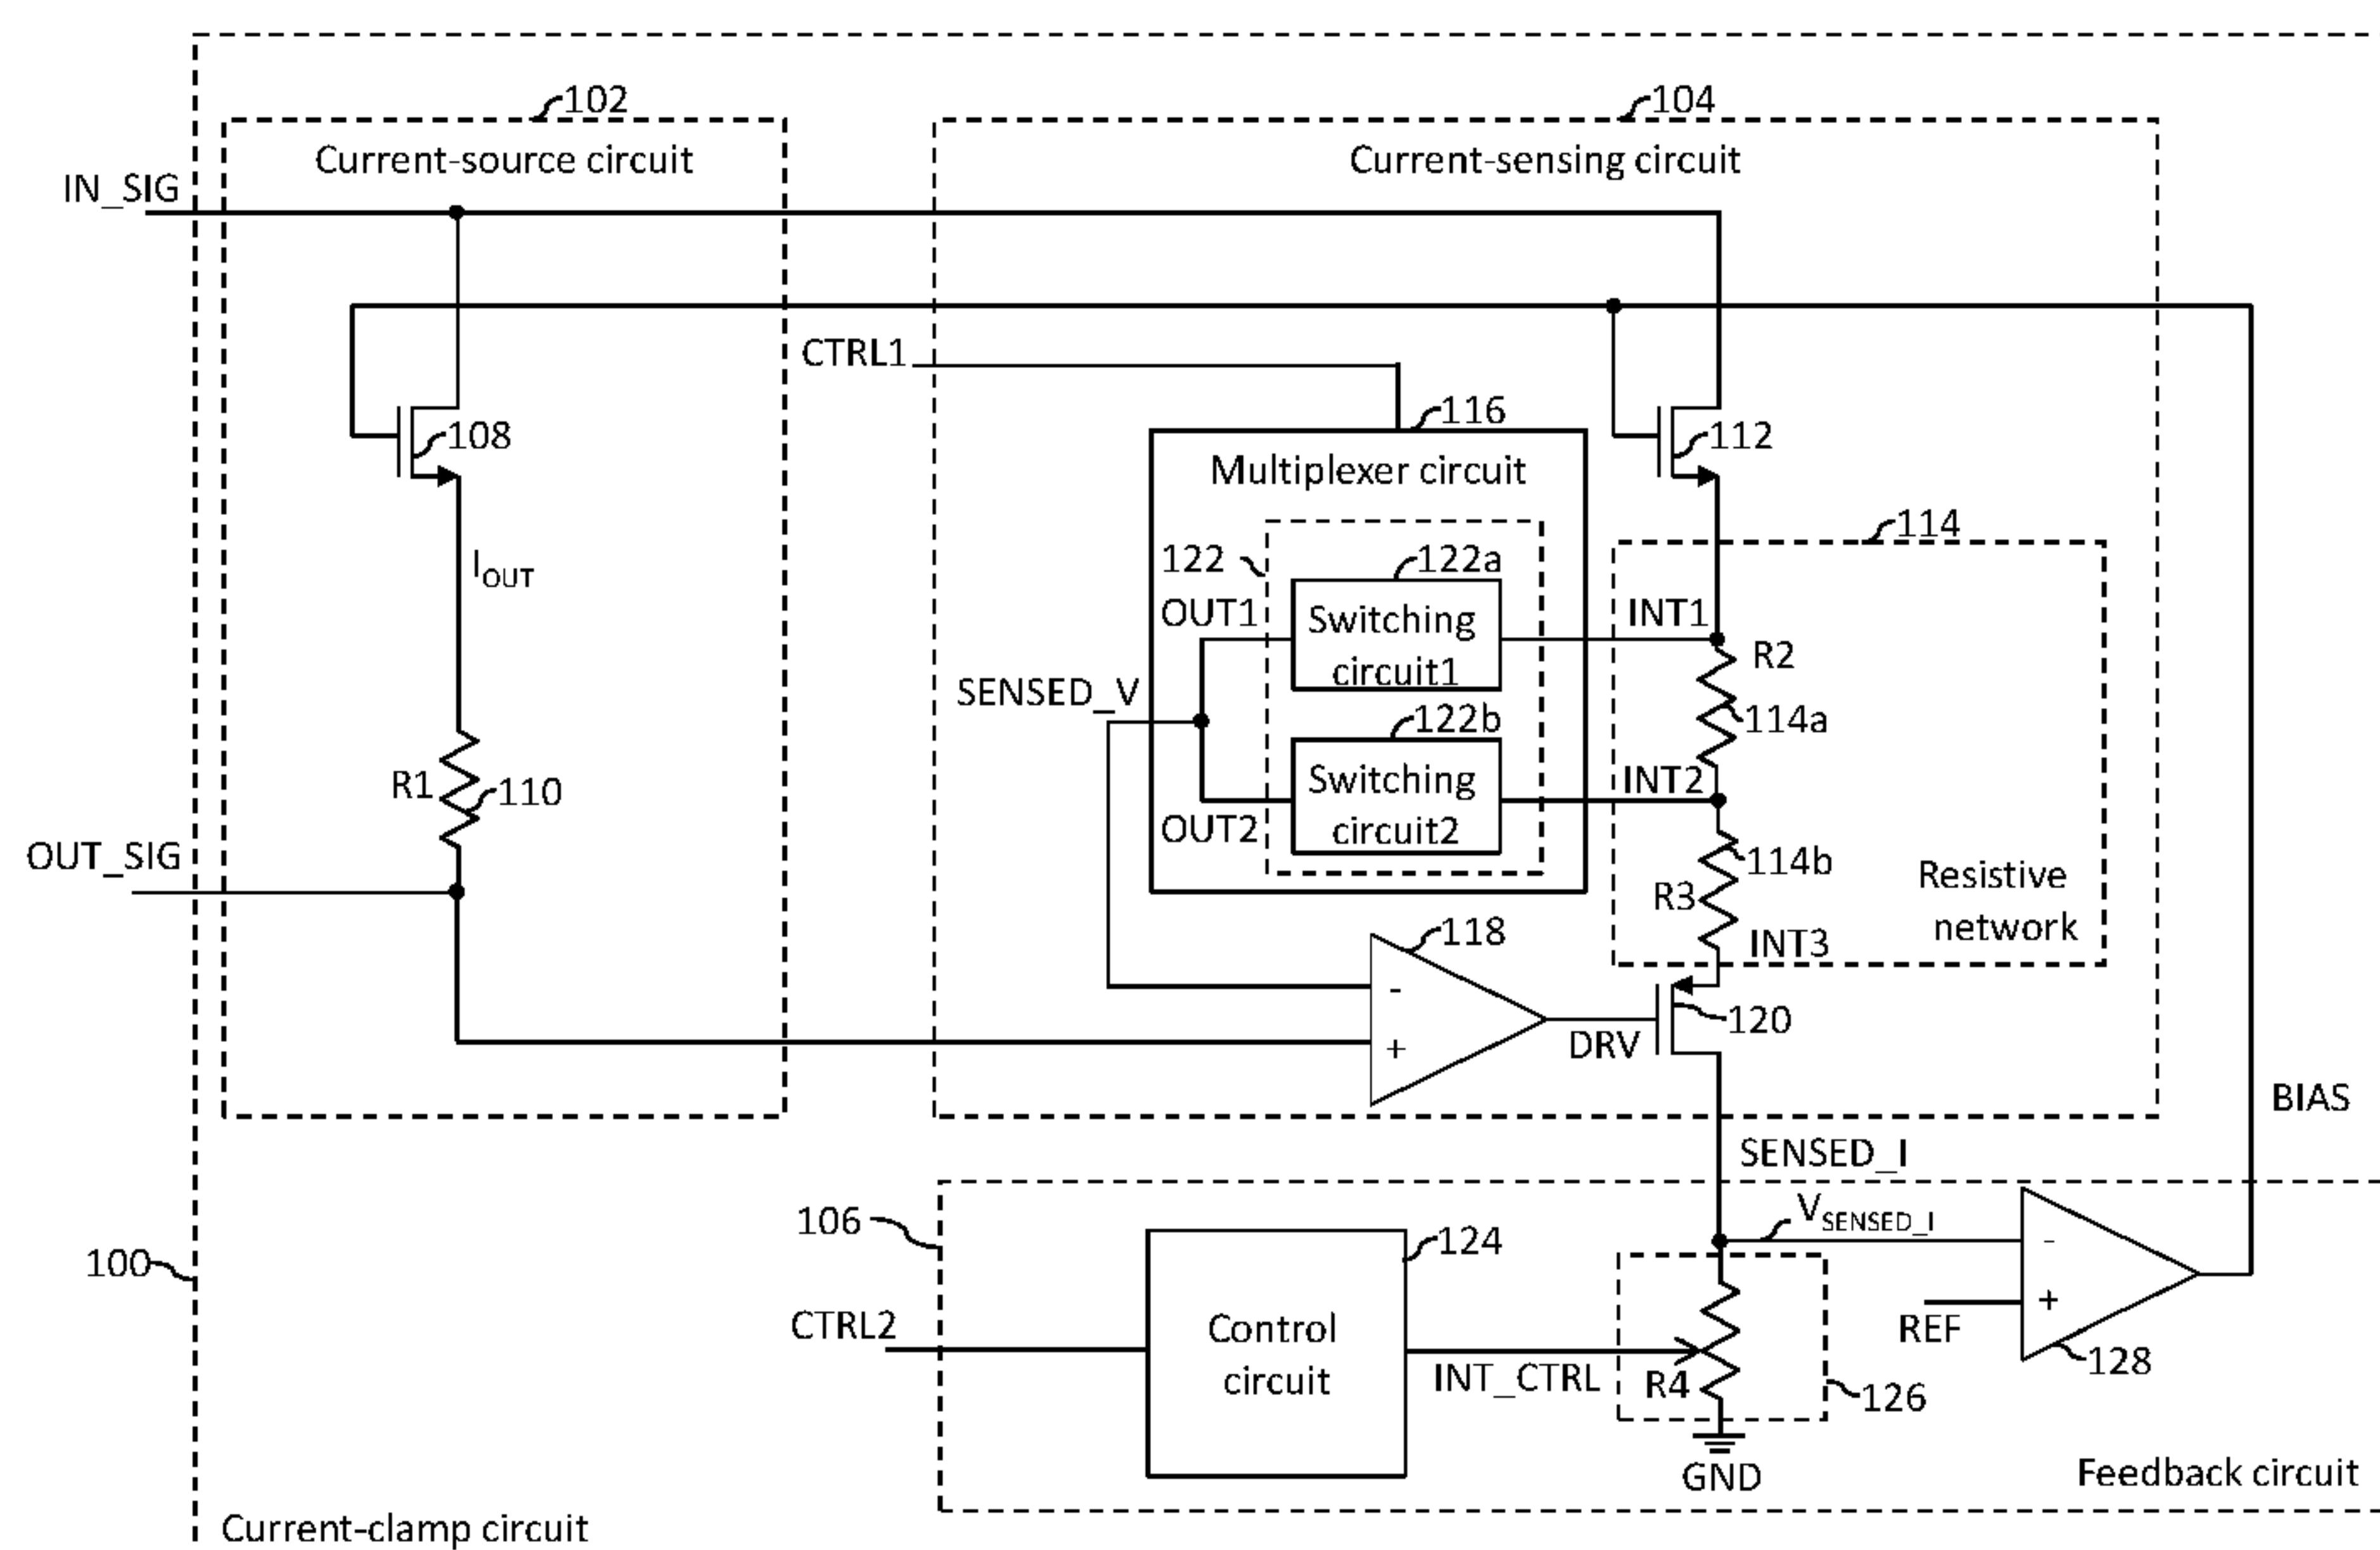 102
104
Current-source circuit
Current-sensing circuit
IN_SIG
CTRL1
116
108
112
Multiplexer circuit
114
122
122a
I_OUT
OUT1
Switching
circuit1
INT1
R2
SENSED_V
122b
114a
R1
110
Switching
circuit2
INT2
OUT2
OUT_SIG
114b
R3
Resistive
network
118
INT3
-
+
DRV
120
BIAS
SENSED_I
106
124
V_SENSED_I
-
100
Control
circuit
CTRL2
+
REF
INT_CTRL
R4
128
126
GND
Feedback circuit
Current-clamp circuit